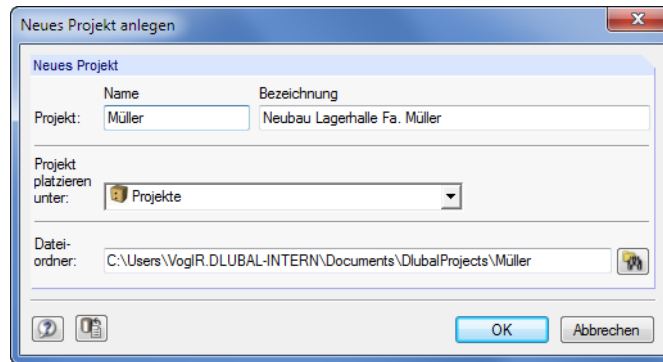 Neues Projekt anlegen
Neues Projekt
Name Bezeichnung
Projekt: Müller Neubau Lagerhalle Fa. Müller
Projekt
platzieren
unter: Projekte
Datei-
ordner: C:\Users\VoglR.DLUBAL-INTERN\Documents\DlubalProjects\Müller
OK Abbrechen